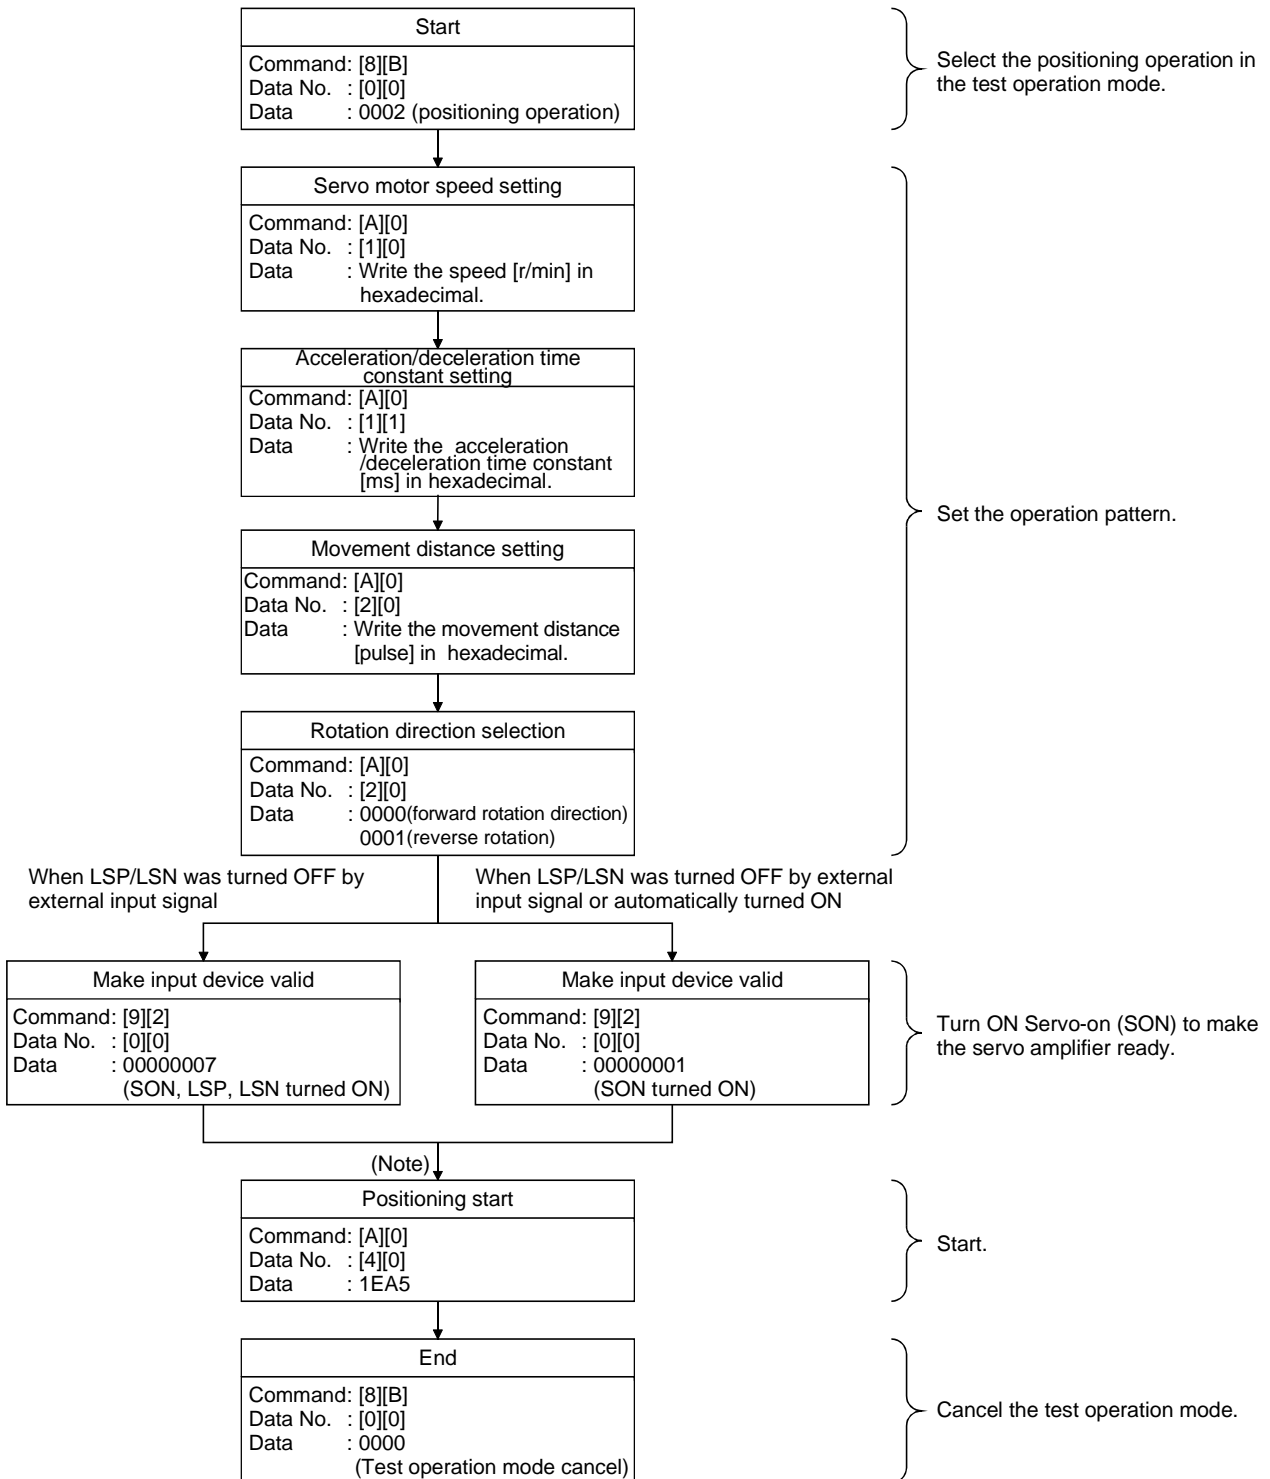 Start
Command: [8][B]
Data No. : [0][0]
Data : 0002 (positioning operation)
Select the positioning operation in
the test operation mode.
Servo motor speed setting
Command: [A][0]
Data No. : [1][0]
Data : Write the speed [r/min] in
hexadecimal.
Acceleration/deceleration time
constant setting
Command: [A][0]
Data No. : [1][1]
Data : Write the acceleration
/deceleration time constant
[ms] in hexadecimal.
Set the operation pattern.
Movement distance setting
Command: [A][0]
Data No. : [2][0]
Data : Write the movement distance
[pulse] in hexadecimal.
Rotation direction selection
Command: [A][0]
Data No. : [2][0]
Data : 0000(forward rotation direction)
0001(reverse rotation)
When LSP/LSN was turned OFF by
external input signal
When LSP/LSN was turned OFF by external
input signal or automatically turned ON
Make input device valid
Command: [9][2]
Data No. : [0][0]
Data : 00000007
(SON, LSP, LSN turned ON)
Make input device valid
Command: [9][2]
Data No. : [0][0]
Data : 00000001
(SON turned ON)
Turn ON Servo-on (SON) to make
the servo amplifier ready.
(Note)
Positioning start
Command: [A][0]
Data No. : [4][0]
Data : 1EA5
Start.
End
Command: [8][B]
Data No. : [0][0]
Data : 0000
(Test operation mode cancel)
Cancel the test operation mode.